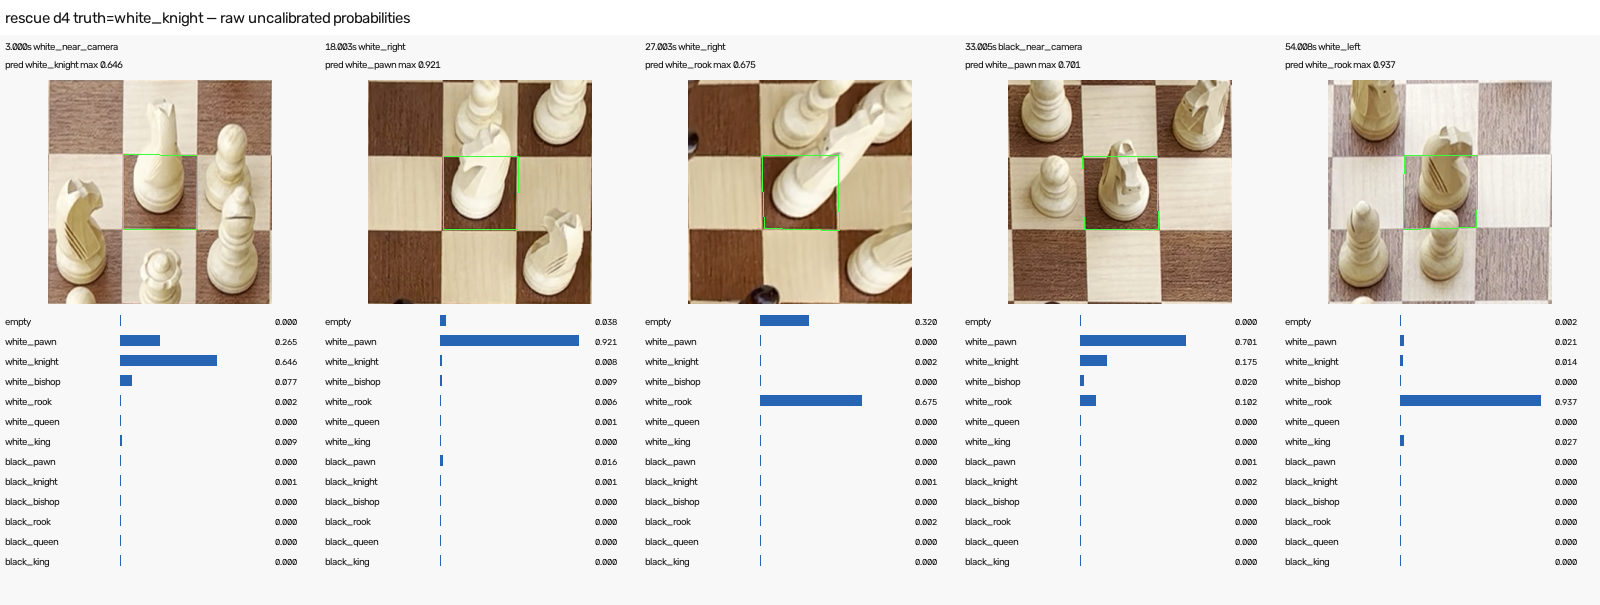 rescue d4 truth=white_knight — raw uncalibrated probabilities
3.000s white_near_camera
pred white_knight max 0.646
empty 0.000
white_pawn 0.265
white_knight 0.646
white_bishop 0.077
white_rook 0.002
white_queen 0.000
white_king 0.009
black_pawn 0.000
black_knight 0.001
black_bishop 0.000
black_rook 0.000
black_queen 0.000
black_king 0.000
18.003s white_right
pred white_pawn max 0.921
empty 0.038
white_pawn 0.921
white_knight 0.008
white_bishop 0.009
white_rook 0.006
white_queen 0.001
white_king 0.000
black_pawn 0.016
black_knight 0.001
black_bishop 0.000
black_rook 0.000
black_queen 0.000
black_king 0.000
27.003s white_right
pred white_rook max 0.675
empty 0.320
white_pawn 0.000
white_knight 0.002
white_bishop 0.000
white_rook 0.675
white_queen 0.000
white_king 0.000
black_pawn 0.000
black_knight 0.001
black_bishop 0.000
black_rook 0.002
black_queen 0.000
black_king 0.000
33.005s black_near_camera
pred white_pawn max 0.701
empty 0.000
white_pawn 0.701
white_knight 0.175
white_bishop 0.020
white_rook 0.102
white_queen 0.000
white_king 0.000
black_pawn 0.001
black_knight 0.002
black_bishop 0.000
black_rook 0.000
black_queen 0.000
black_king 0.000
54.008s white_left
pred white_rook max 0.937
empty 0.002
white_pawn 0.021
white_knight 0.014
white_bishop 0.000
white_rook 0.937
white_queen 0.000
white_king 0.027
black_pawn 0.000
black_knight 0.000
black_bishop 0.000
black_rook 0.000
black_queen 0.000
black_king 0.000